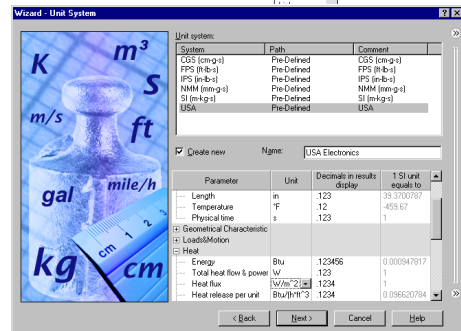 Wizard - Unit System
K
m³
S
m/s
ft
gal
mile/h
kg
cm
1 2 3
cm
Unit system:
System Path Comment
CGS (cm-g-s) Pre-Defined CGS (cm-g-s)
FPS (ft-lb-s) Pre-Defined FPS (ft-lb-s)
IPS (in-lb-s) Pre-Defined IPS (in-lb-s)
NMM (mm-g-s) Pre-Defined NMM (mm-g-s)
SI (m-kg-s) Pre-Defined SI (m-kg-s)
USA Pre-Defined USA
Create new Name: USA Electronics
Parameter Unit Decimals in results display 1 SI unit equals to
Length in .123 39.3700787
Temperature °F .12 -459.67
Physical time s .123 1
Geometrical Characteristic
Loads&Motion
Heat
Energy Btu .123456 0.000947817
Total heat flow & power W .123 1
Heat flux W/m^2 .1234 1
Heat release per unit Btu/(h*ft^3 .1234 0.096620784
< Back Next > Cancel Help